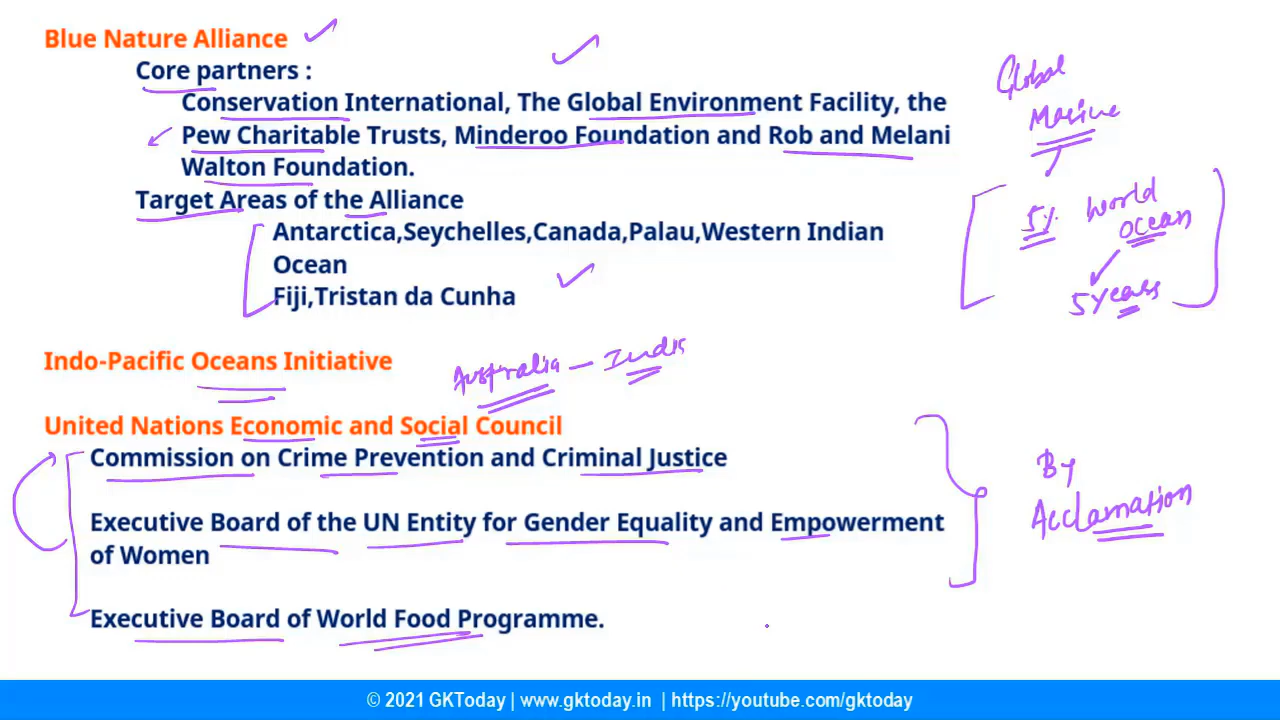 Blue Nature Alliance
Core partners :
Conservation International, The Global Environment Facility, the
Pew Charitable Trusts, Minderoo Foundation and Rob and Melani
Walton Foundation.
Target Areas of the Alliance
Antarctica,Seychelles,Canada,Palau,Western Indian
Ocean
Fiji,Tristan da Cunha
Global
Marine
5% World
ocean
5 Years
Indo-Pacific Oceans Initiative
Australia - India
United Nations Economic and Social Council
Commission on Crime Prevention and Criminal Justice
Executive Board of the UN Entity for Gender Equality and Empowerment
of Women
Executive Board of World Food Programme.
By
Acclamation
© 2021 GKToday | www.gktoday.in | https://youtube.com/gktoday